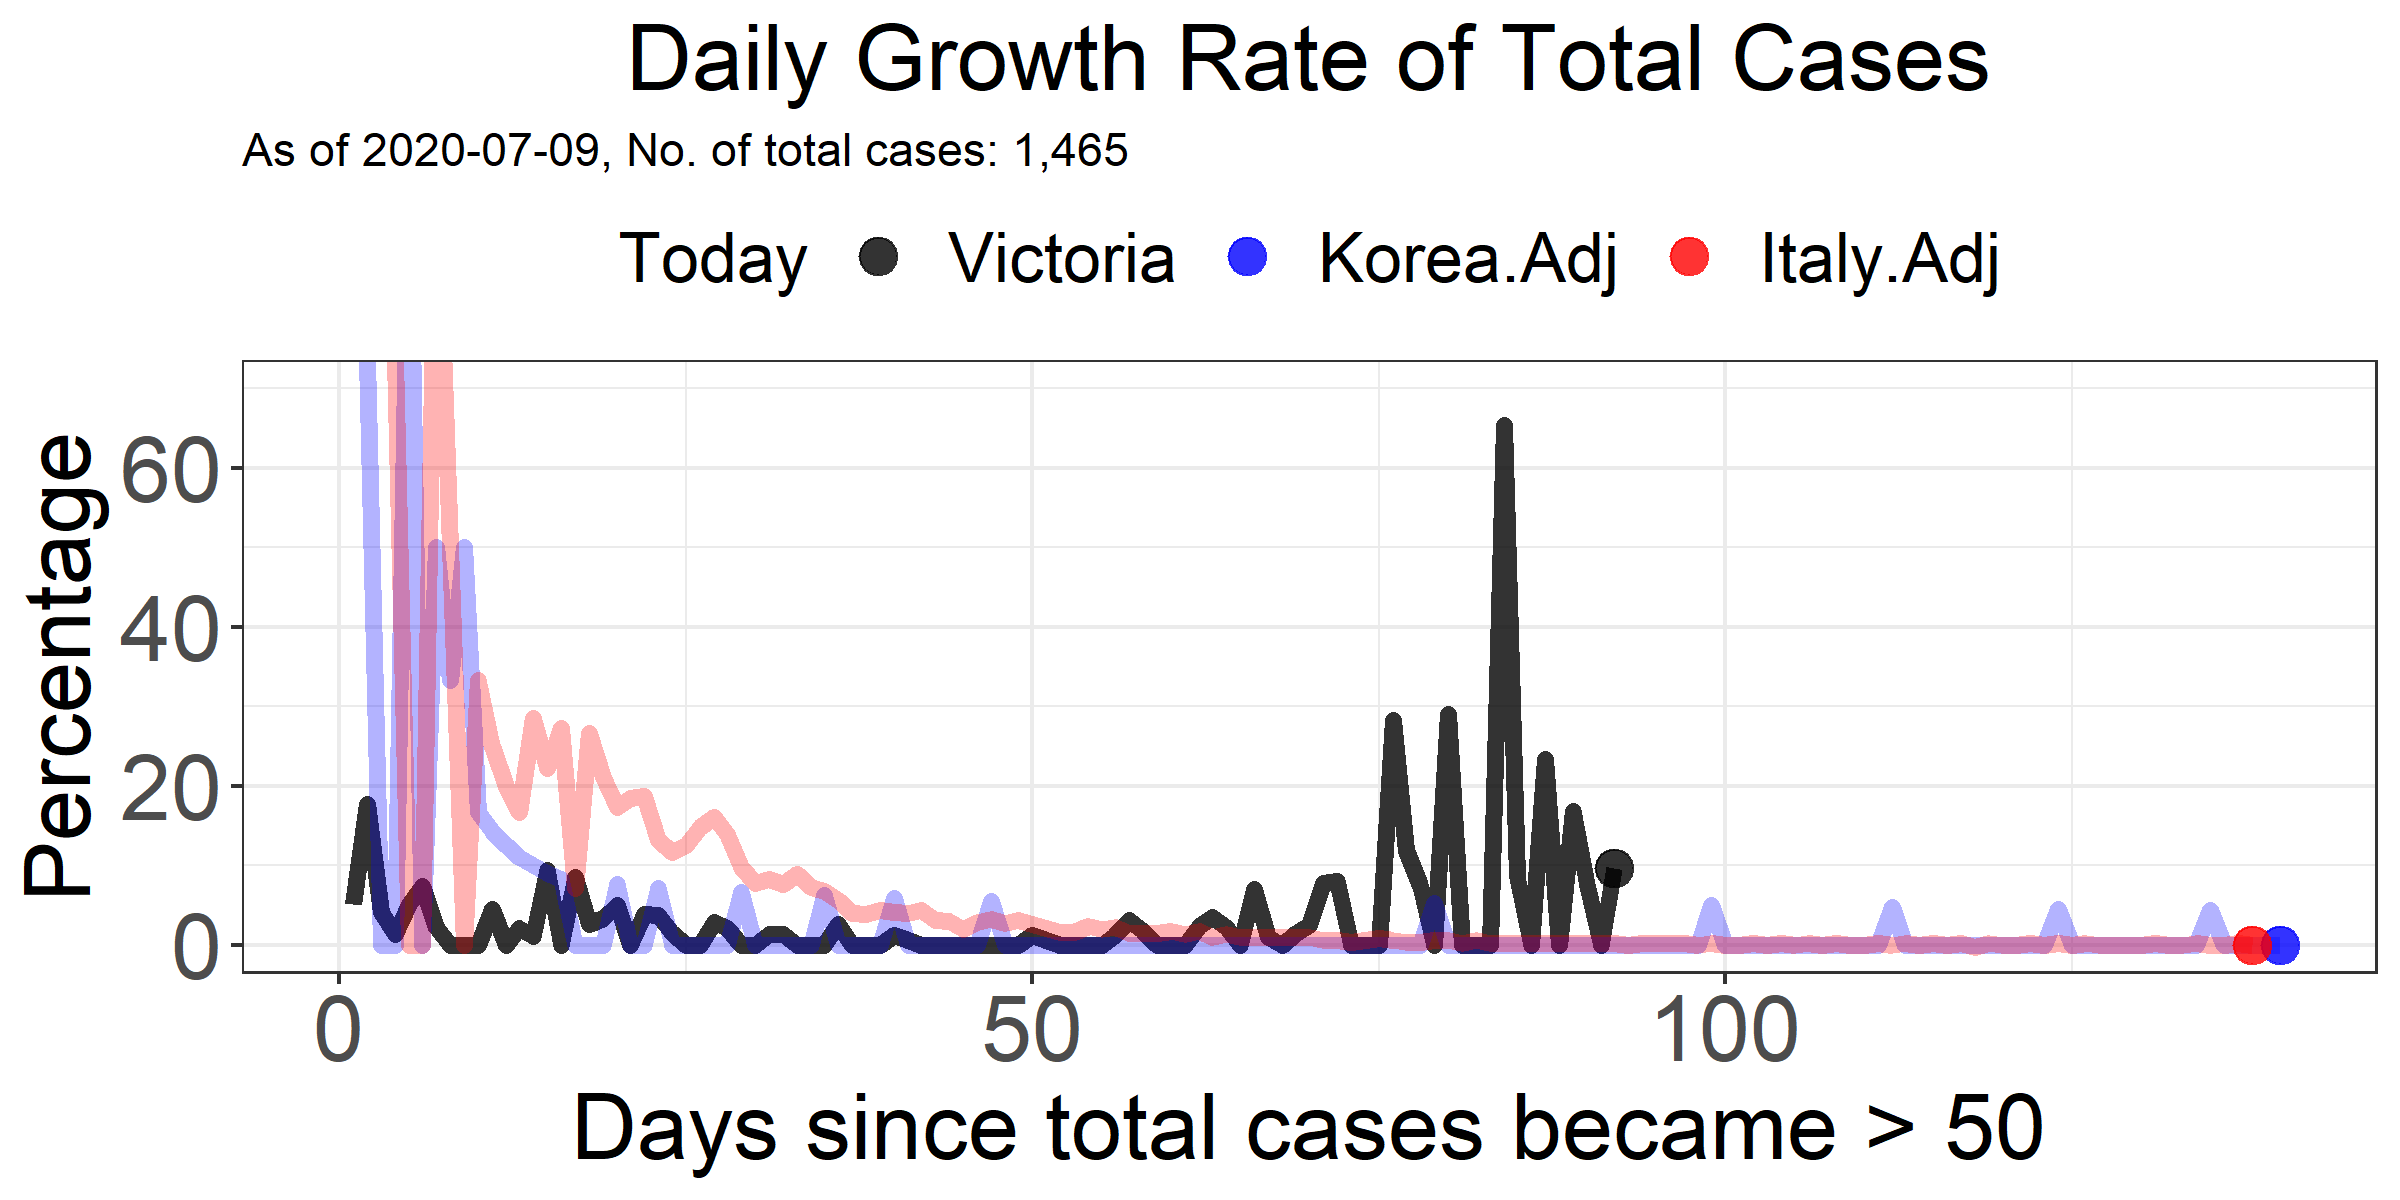 Daily Growth Rate of Total Cases
As of 2020-07-09, No. of total cases: 1,465
Today Victoria Korea.Adj Italy.Adj
Percentage
60
40
20
0
0 50 100
Days since total cases became > 50